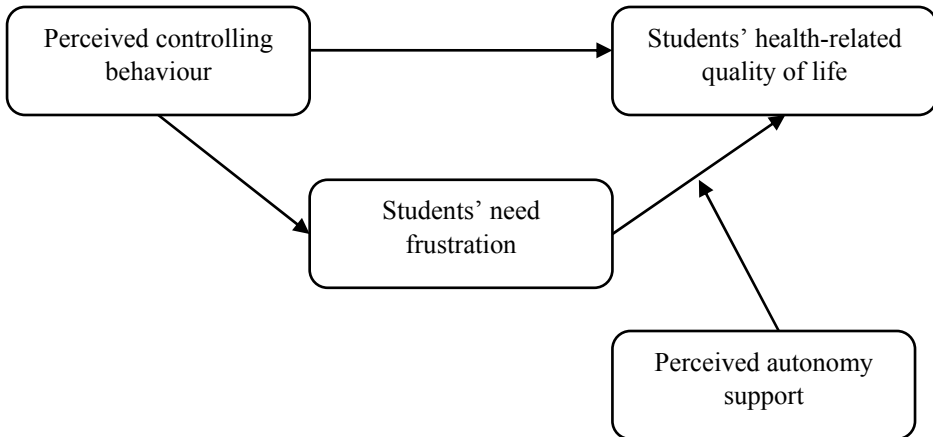 Perceived controlling
behaviour
Students’ health-related
quality of life
Students’ need
frustration
Perceived autonomy
support